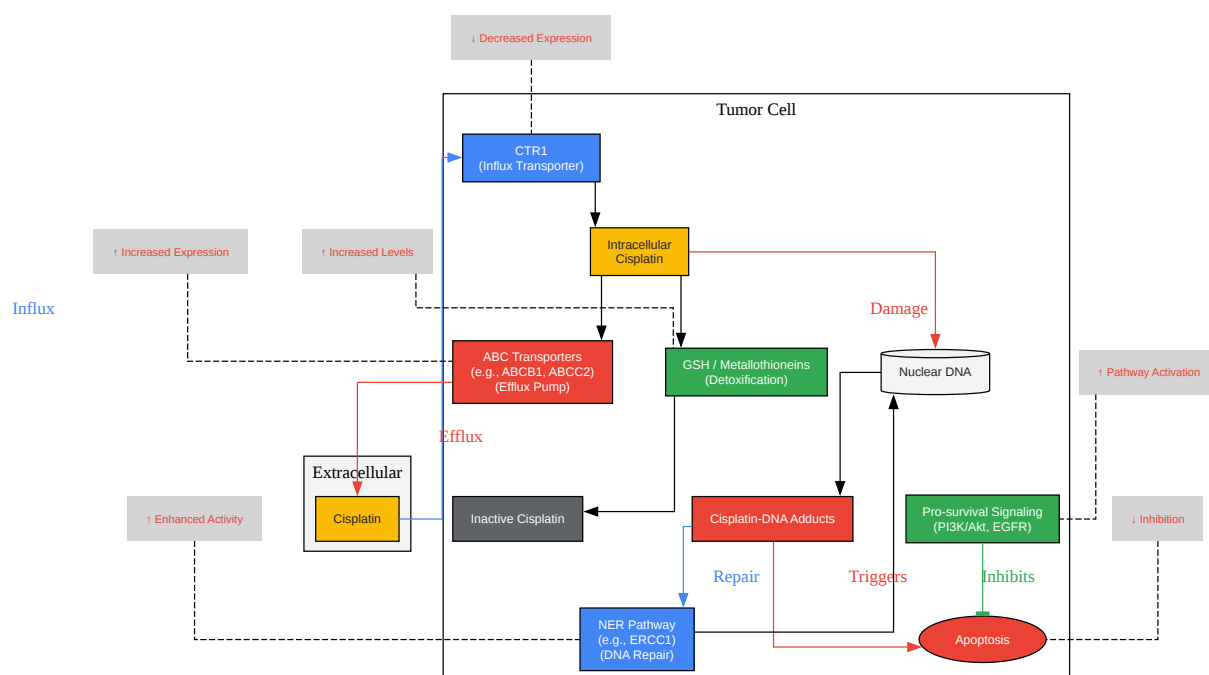 ↓ Decreased Expression
Tumor Cell
CTR1
(Influx Transporter)
↑ Increased Expression
↑ Increased Levels
Intracellular
Cisplatin
Influx
Damage
ABC Transporters
(e.g., ABCB1, ABCC2)
(Efflux Pump)
GSH / Metallothioneins
(Detoxification)
Nuclear DNA
↑ Pathway Activation
Efflux
Extracellular
Cisplatin
↑ Enhanced Activity
Inactive Cisplatin
Cisplatin-DNA Adducts
Pro-survival Signaling
(PI3K/Akt, EGFR)
↓ Inhibition
Repair
Triggers
Inhibits
NER Pathway
(e.g., ERCC1)
(DNA Repair)
Apoptosis